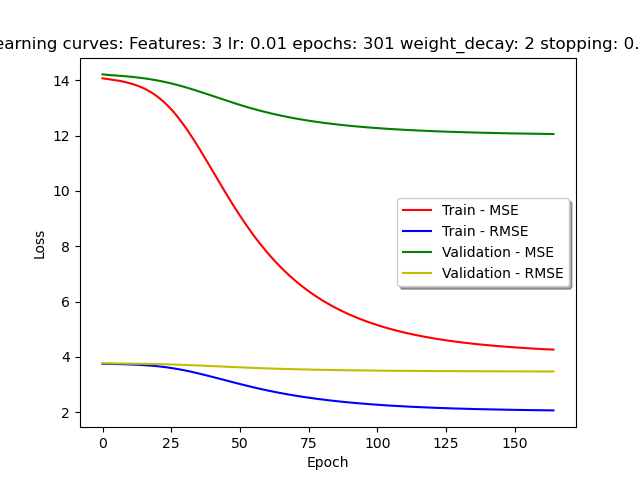 earning curves: Features: 3 lr: 0.01 epochs: 301 weight_decay: 2 stopping: 0.
14
12
10
8
6
4
2
Loss
Train - MSE
Train - RMSE
Validation - MSE
Validation - RMSE
0 25 50 75 100 125 150
Epoch